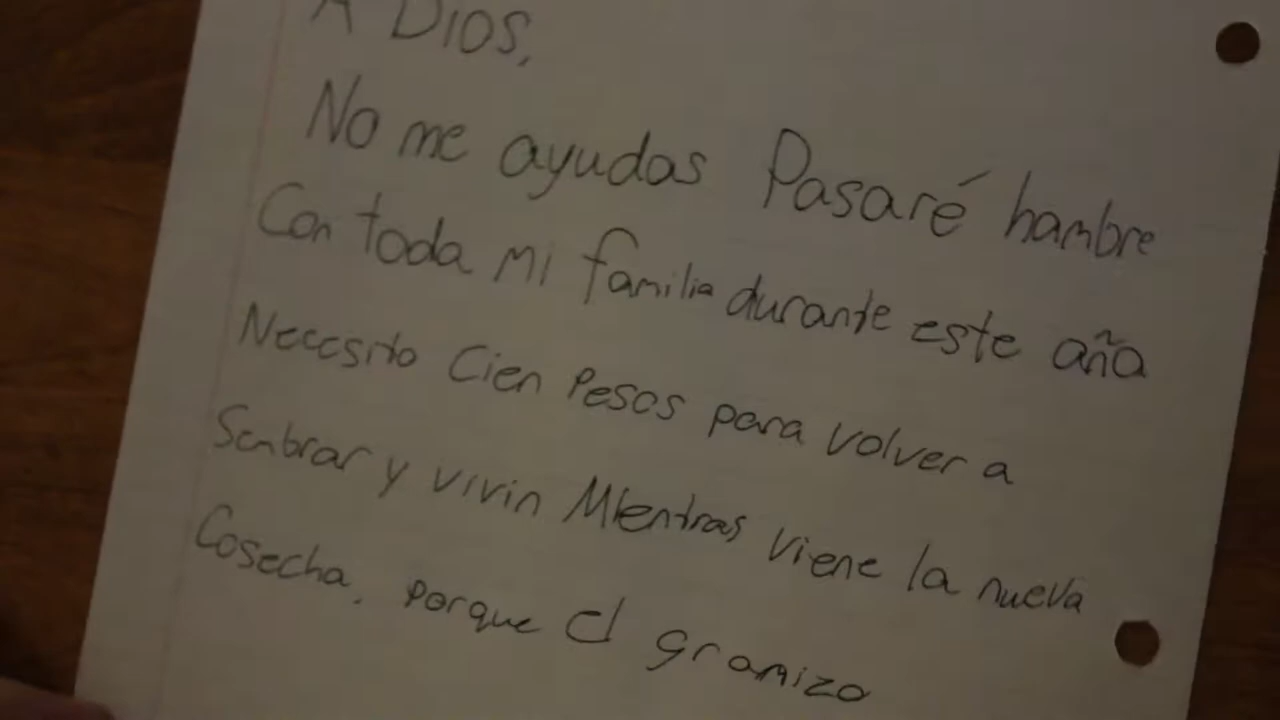 A Dios,
No me ayudas Pasaré hambre
Con toda mi familia durante este año
Necesito Cien Pesos para volver a
Sembrar y vivin Mientras viene la nueva
Cosecha, porque el granizo